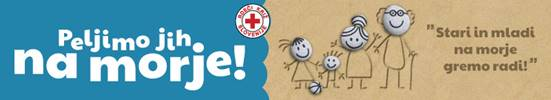 Peljimo jih
na morje!
RDEČI KRIŽ
SLOVENIJE
"Stari in mladi
na morje
gremo radi!"